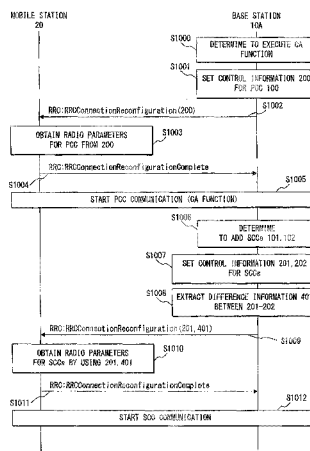 MOBILE STATION
20
BASE STATION
10A
S1000
DETERMINE TO EXECUTE CA
FUNCTION
S1001
SET CONTROL INFORMATION 200
FOR PCC 100
S1002
RRC:RRCConnectionReconfiguration(200)
OBTAIN RADIO PARAMETERS
FOR PCC FROM 200
S1003
RRC:RRCConnectionReconfigurationComplete
S1004
S1005
START PCC COMMUNICATION (CA FUNCTION)
S1006
DETERMINE
TO ADD SCCs 101,102
S1007
SET CONTROL INFORMATION 201,202
FOR SCCs
S1008
EXTRACT DIFFERENCE INFORMATION 401
BETWEEN 201-202
RRC:RRCConnectionReconfiguration(201,401)
S1009
OBTAIN RADIO PARAMETERS
FOR SCCs BY USING 201,401
S1010
RRC:RRCConnectionReconfigurationComplete
S1011
S1012
START SCC COMMUNICATION